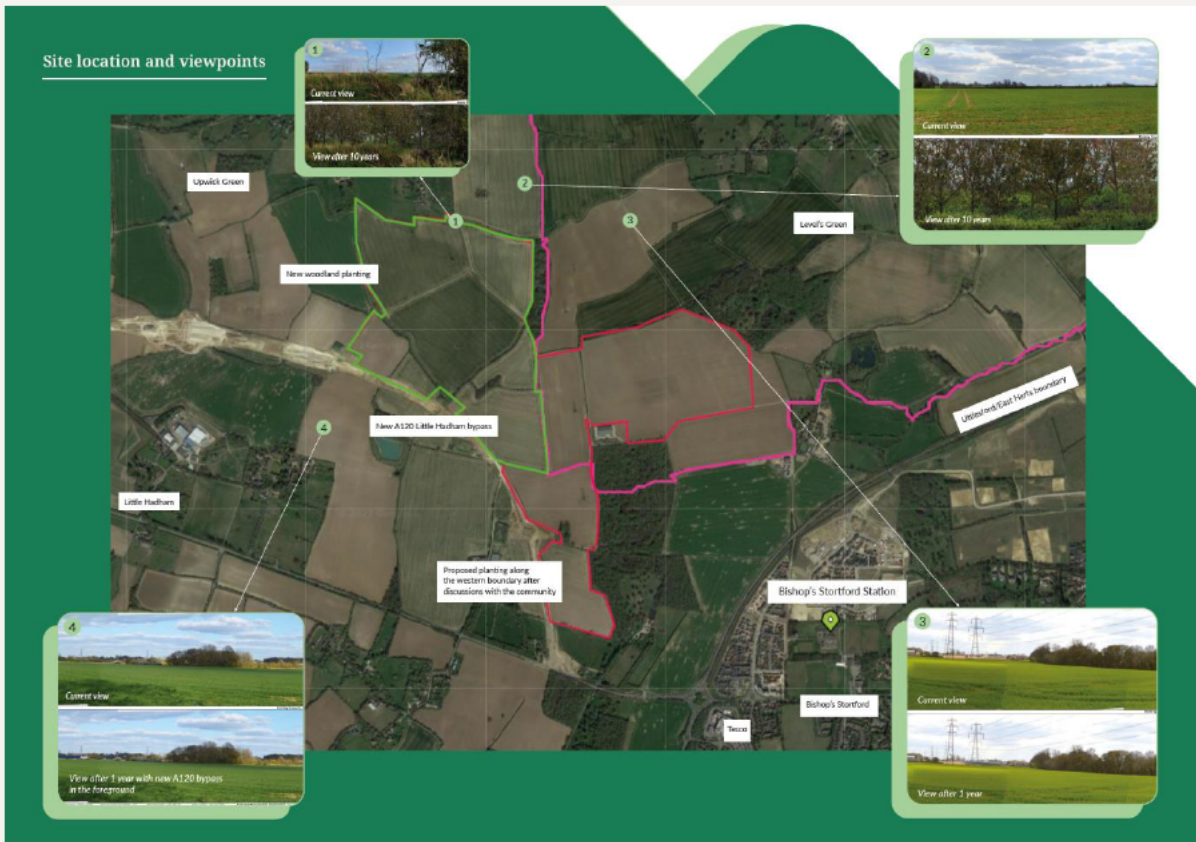 Site location and viewpoints
1
Current view
View after 10 years
2
Current view
View after 10 years
Upwick Green
2
1
3
Level's Green
New woodland planting
Uttlesford/East Herts boundary
New A120 Little Hadham bypass
4
Little Hadham
Proposed planting along
the western boundary after
discussions with the community
Bishop's Stortford Station
Bishop's Stortford
Tesco
4
Current view
View after 1 year with new A120 bypass
in the foreground
3
Current view
View after 1 year